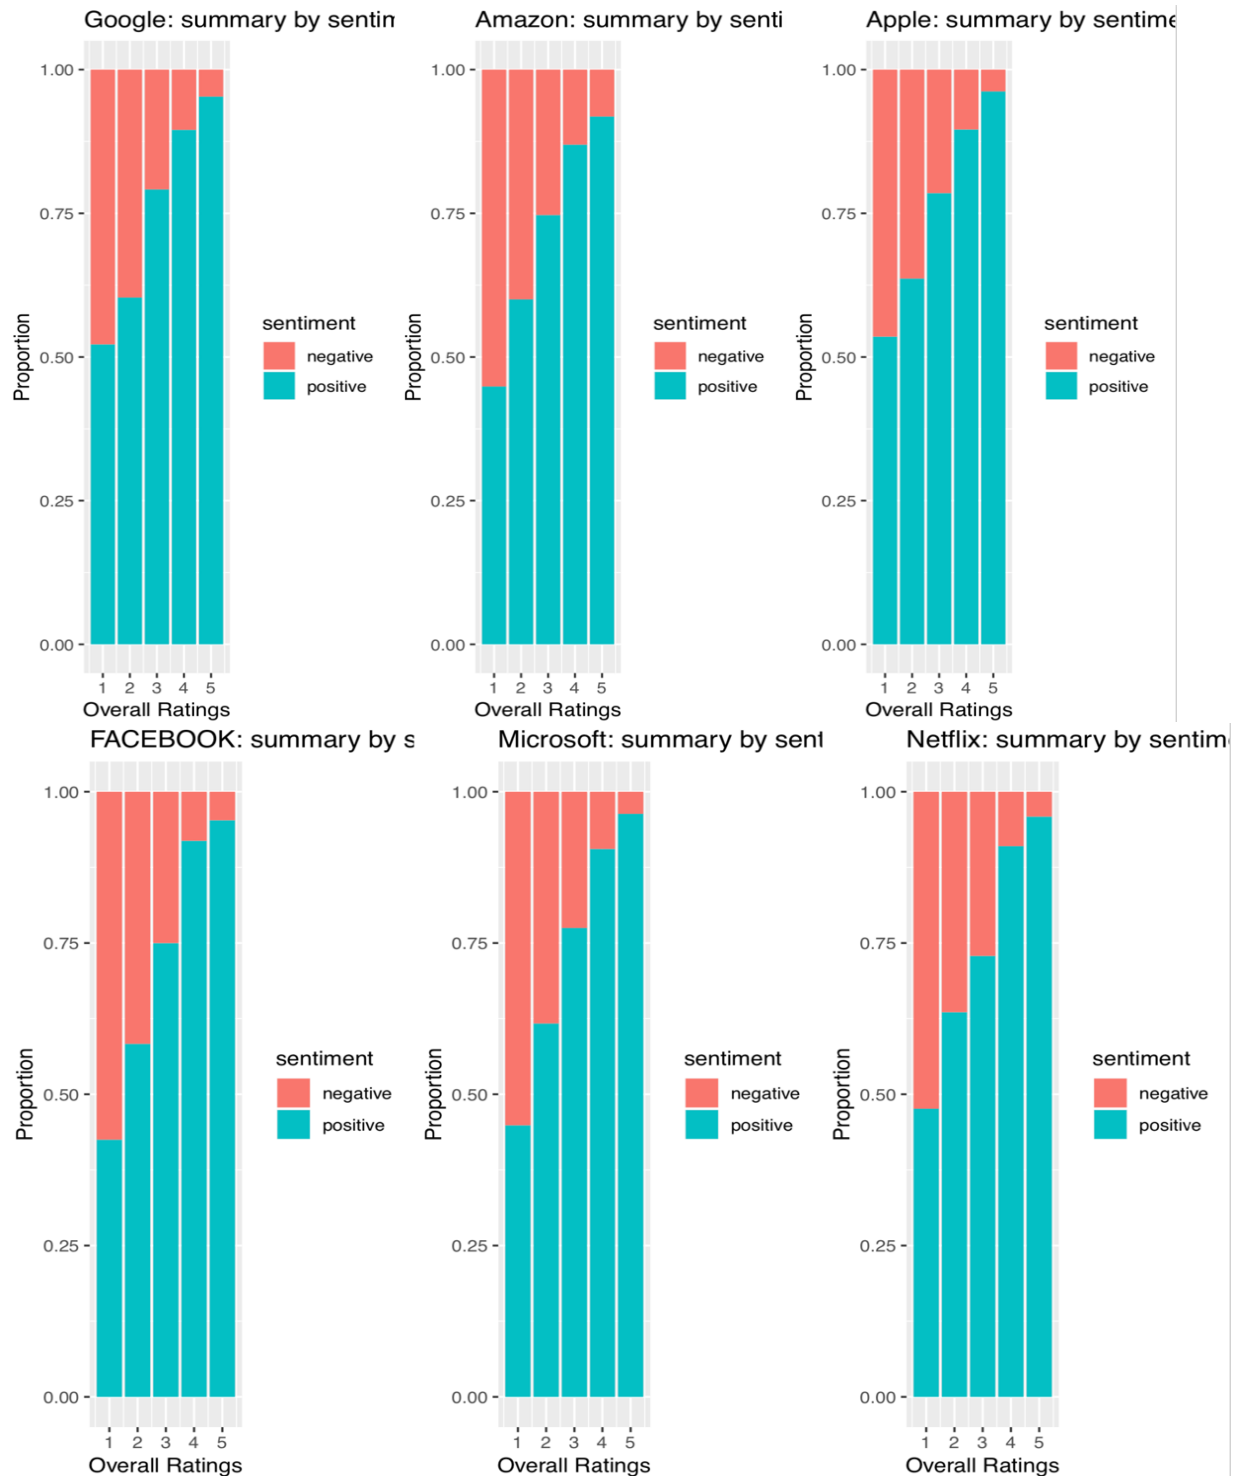 Google: summary by sentim
1.00
0.75
0.50
0.25
0.00
Proportion
1 2 3 4 5
Overall Ratings
sentiment
negative
positive
Amazon: summary by senti
1.00
0.75
0.50
0.25
0.00
Proportion
1 2 3 4 5
Overall Ratings
sentiment
negative
positive
Apple: summary by sentime
1.00
0.75
0.50
0.25
0.00
Proportion
1 2 3 4 5
Overall Ratings
sentiment
negative
positive
FACEBOOK: summary by s
1.00
0.75
0.50
0.25
0.00
Proportion
1 2 3 4 5
Overall Ratings
sentiment
negative
positive
Microsoft: summary by sent
1.00
0.75
0.50
0.25
0.00
Proportion
1 2 3 4 5
Overall Ratings
sentiment
negative
positive
Netflix: summary by sentim
1.00
0.75
0.50
0.25
0.00
Proportion
1 2 3 4 5
Overall Ratings
sentiment
negative
positive